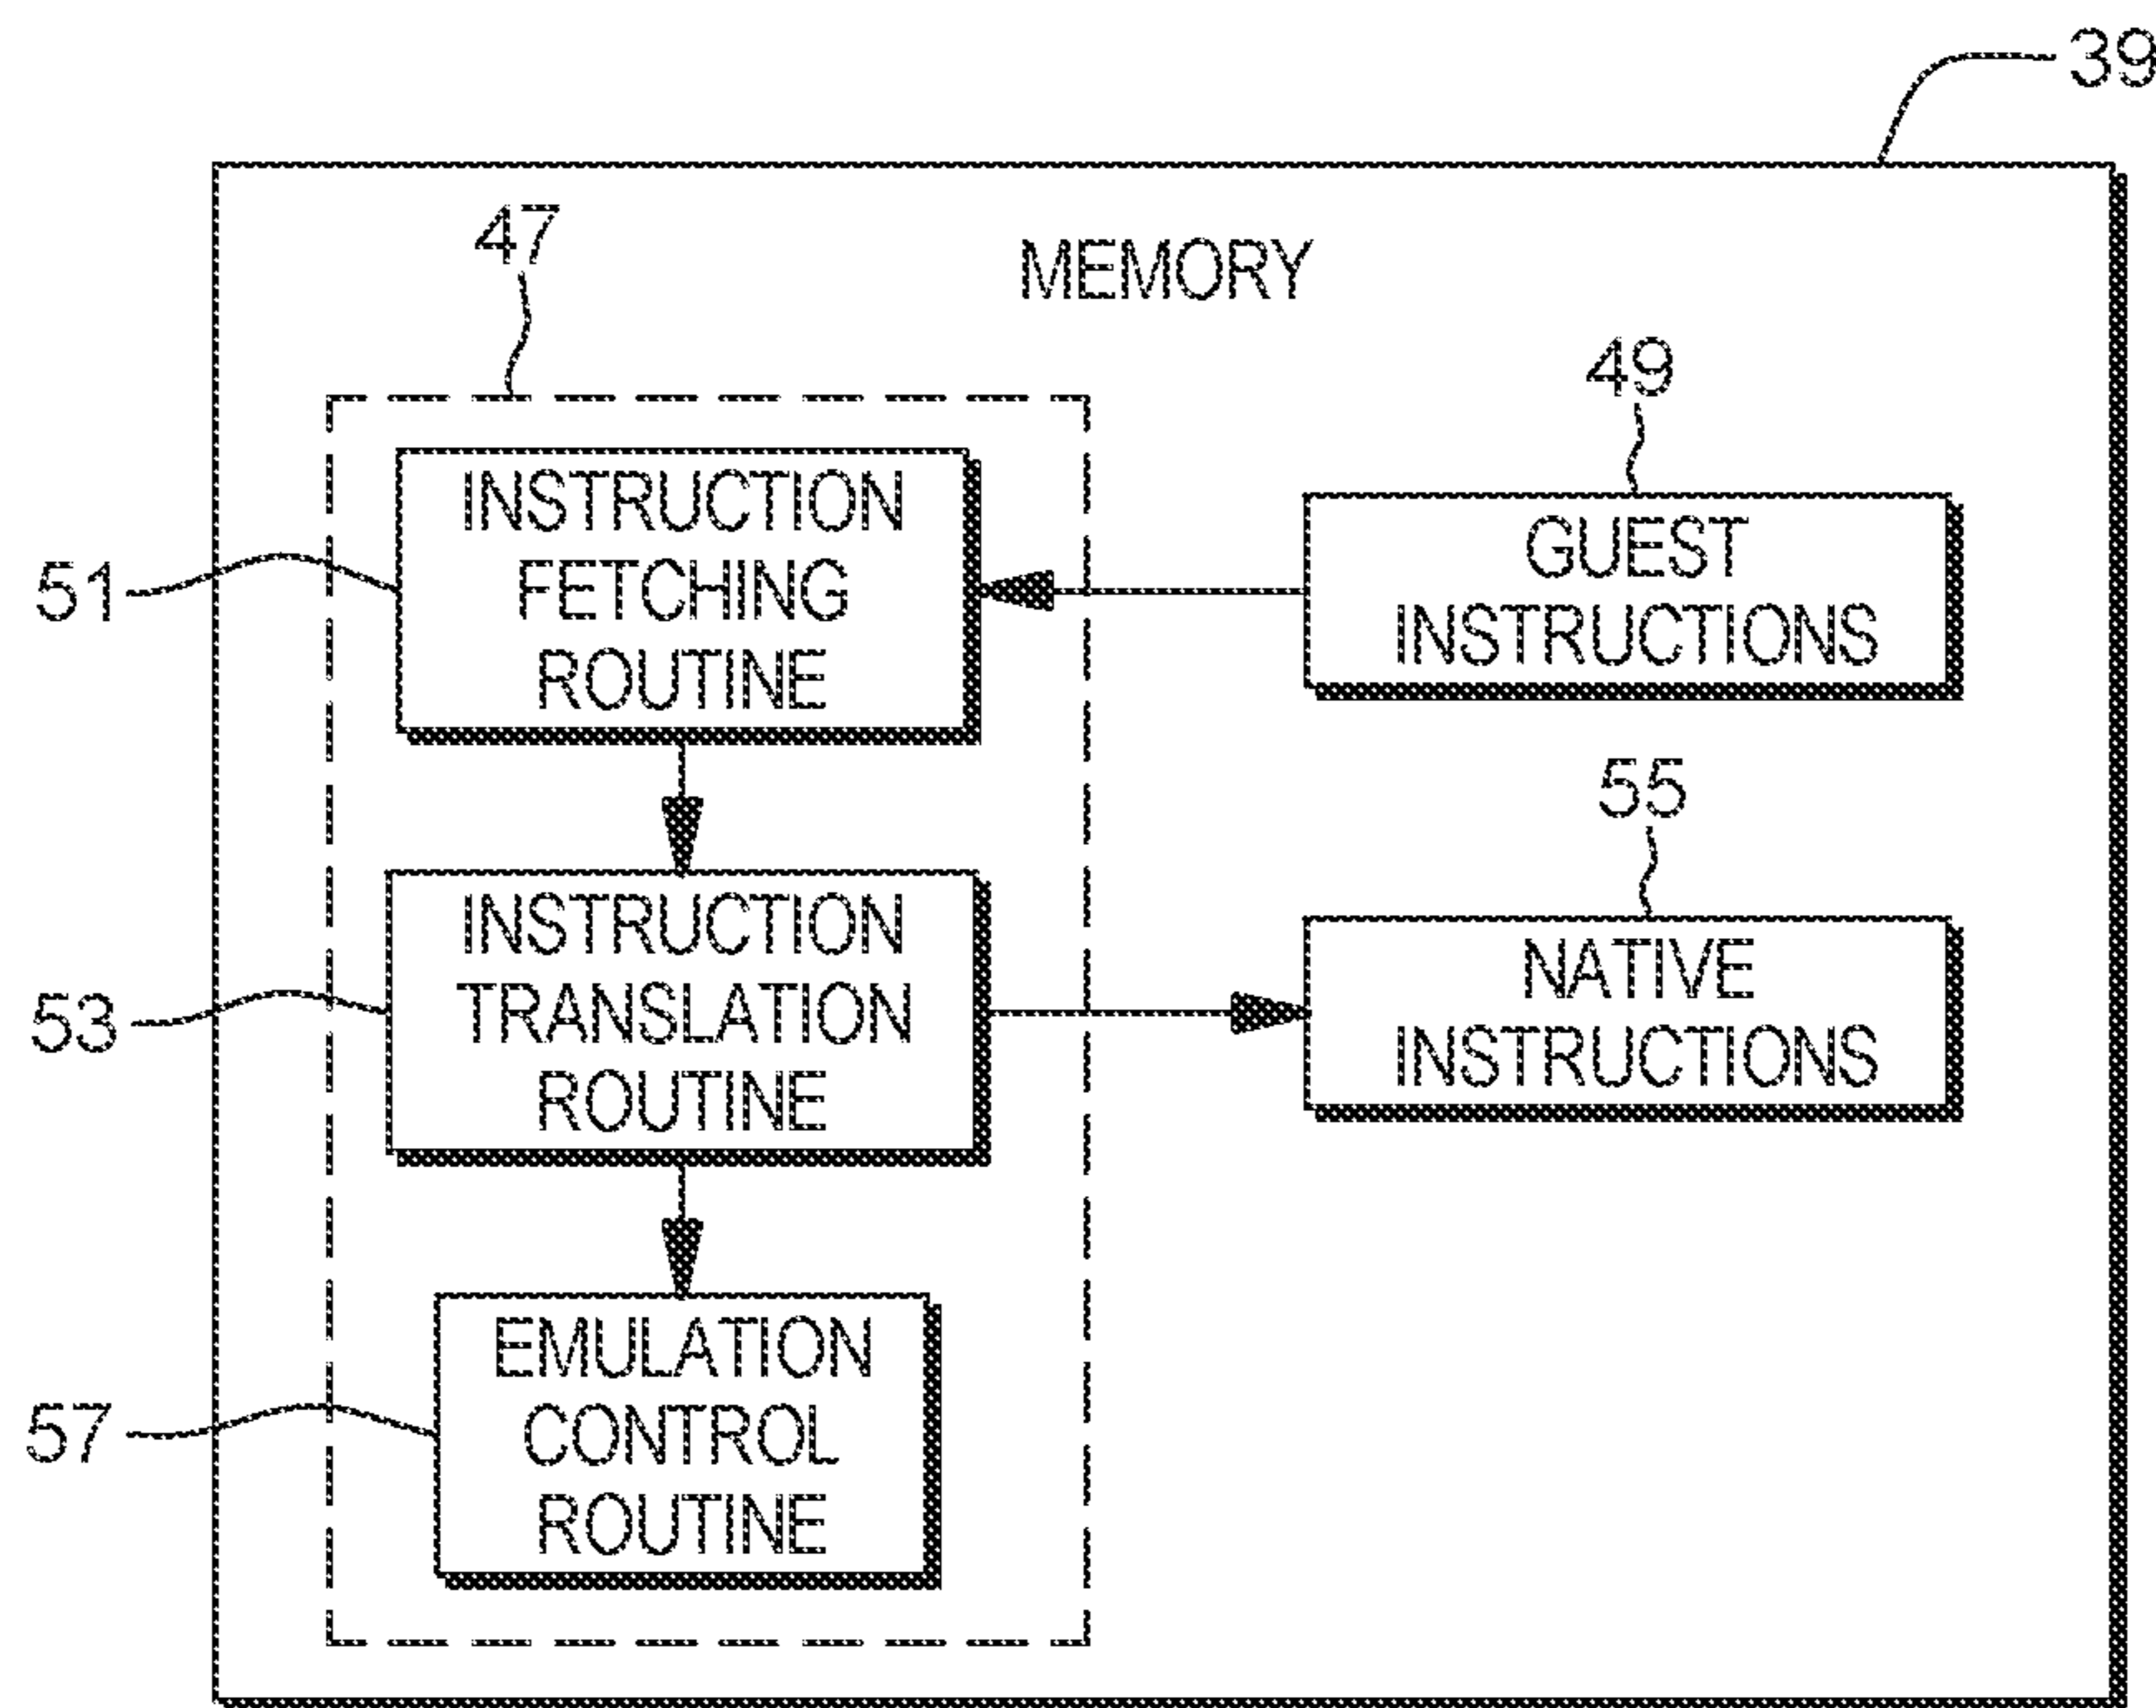 39
47
MEMORY
49
INSTRUCTION
FETCHING
ROUTINE
51
GUEST
INSTRUCTIONS
55
INSTRUCTION
TRANSLATION
ROUTINE
53
NATIVE
INSTRUCTIONS
EMULATION
CONTROL
ROUTINE
57